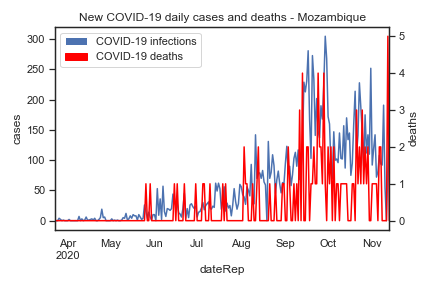 New COVID-19 daily cases and deaths - Mozambique
COVID-19 infections
COVID-19 deaths
300
250
200
150
100
50
0
cases
5
4
3
2
1
0
deaths
Apr May Jun Jul Aug Sep Oct Nov
2020
dateRep